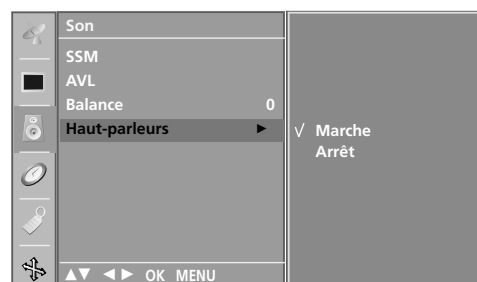 Son
SSM
AVL
Balance 0
Haut-parleurs ►
√ Marche
Arrêt
▲▼ ◄► OK MENU